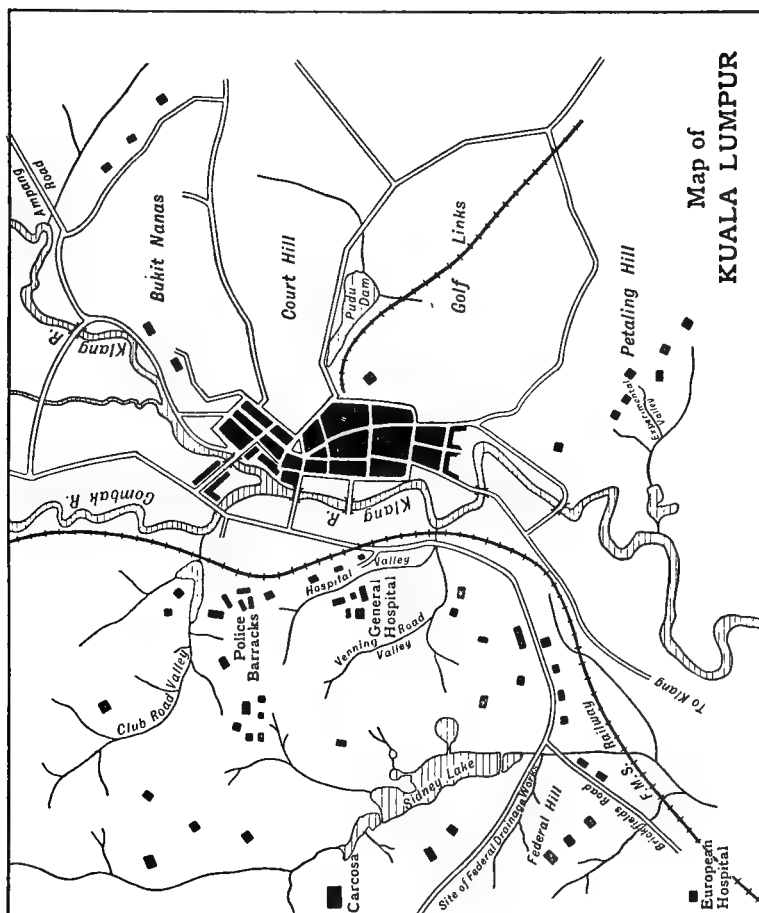 Map of
KUALA LUMPUR
Ampang
Road
Bukit Nanas
Court Hill
Klang
R.
Pudu-
Dam
Golf Links
Petaling Hill
Experimental
Valley
Gombak R.
Klang
R.
Hospital
Valley
General
Hospital
Police
Barracks
Venning Road
Valley
Club Road Valley
To Klang
F. M. S. Railway
Brickfields Road
Federal Hill
Site of Federal Drainage Works
Sidney Lake
Carcosa
European
Hospital